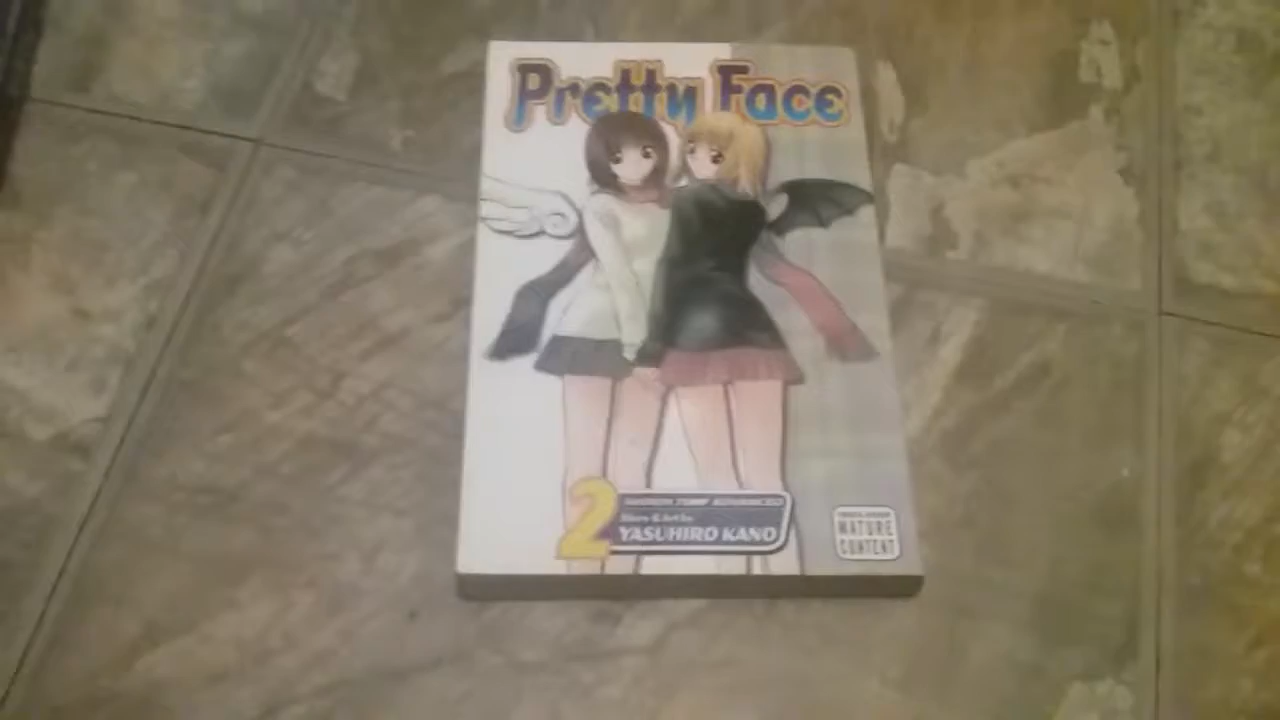 Pretty Face
2
SHONEN JUMP ADVANCED
Story & Art by
YASUHIRO KANO
MATURE
CONTENT